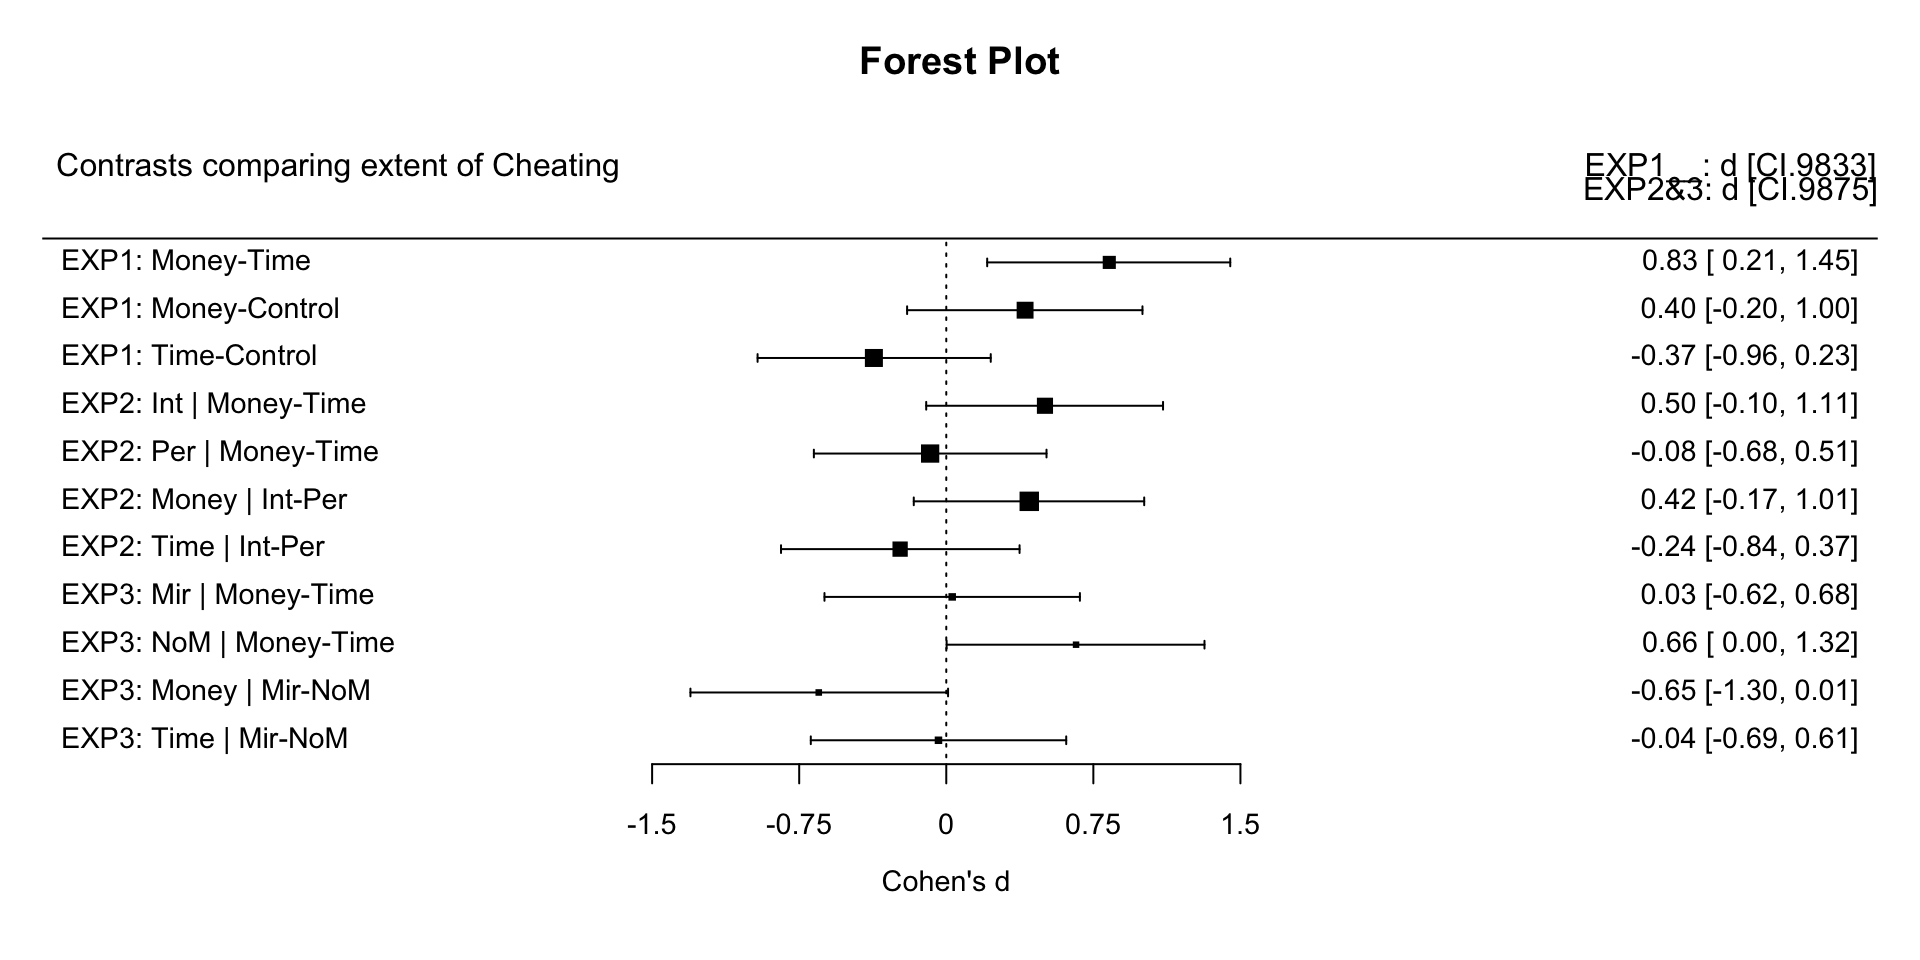 Forest Plot
Contrasts comparing extent of Cheating
EXP1__: d [CI.9833]
EXP2&3: d [CI.9875]
EXP1: Money-Time 0.83 [ 0.21, 1.45]
EXP1: Money-Control 0.40 [-0.20, 1.00]
EXP1: Time-Control -0.37 [-0.96, 0.23]
EXP2: Int | Money-Time 0.50 [-0.10, 1.11]
EXP2: Per | Money-Time -0.08 [-0.68, 0.51]
EXP2: Money | Int-Per 0.42 [-0.17, 1.01]
EXP2: Time | Int-Per -0.24 [-0.84, 0.37]
EXP3: Mir | Money-Time 0.03 [-0.62, 0.68]
EXP3: NoM | Money-Time 0.66 [ 0.00, 1.32]
EXP3: Money | Mir-NoM -0.65 [-1.30, 0.01]
EXP3: Time | Mir-NoM -0.04 [-0.69, 0.61]
-1.5 -0.75 0 0.75 1.5
Cohen's d